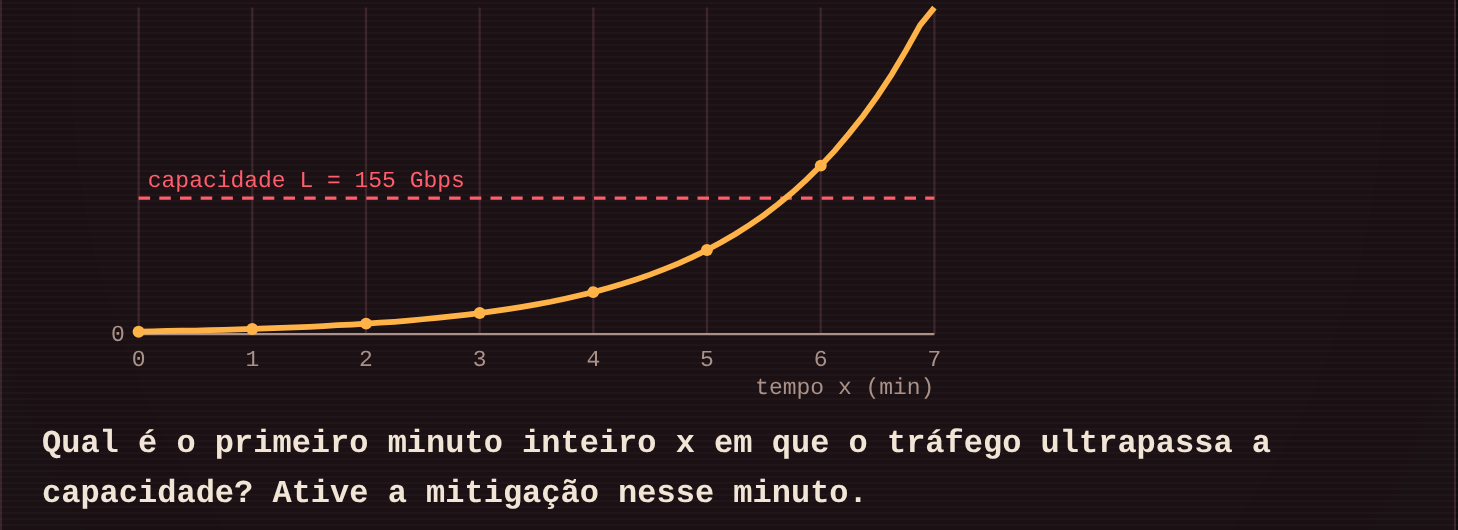 capacidade L = 155 Gbps
0
0 1 2 3 4 5 6 7
tempo x (min)
Qual é o primeiro minuto inteiro x em que o tráfego ultrapassa a
capacidade? Ative a mitigação nesse minuto.